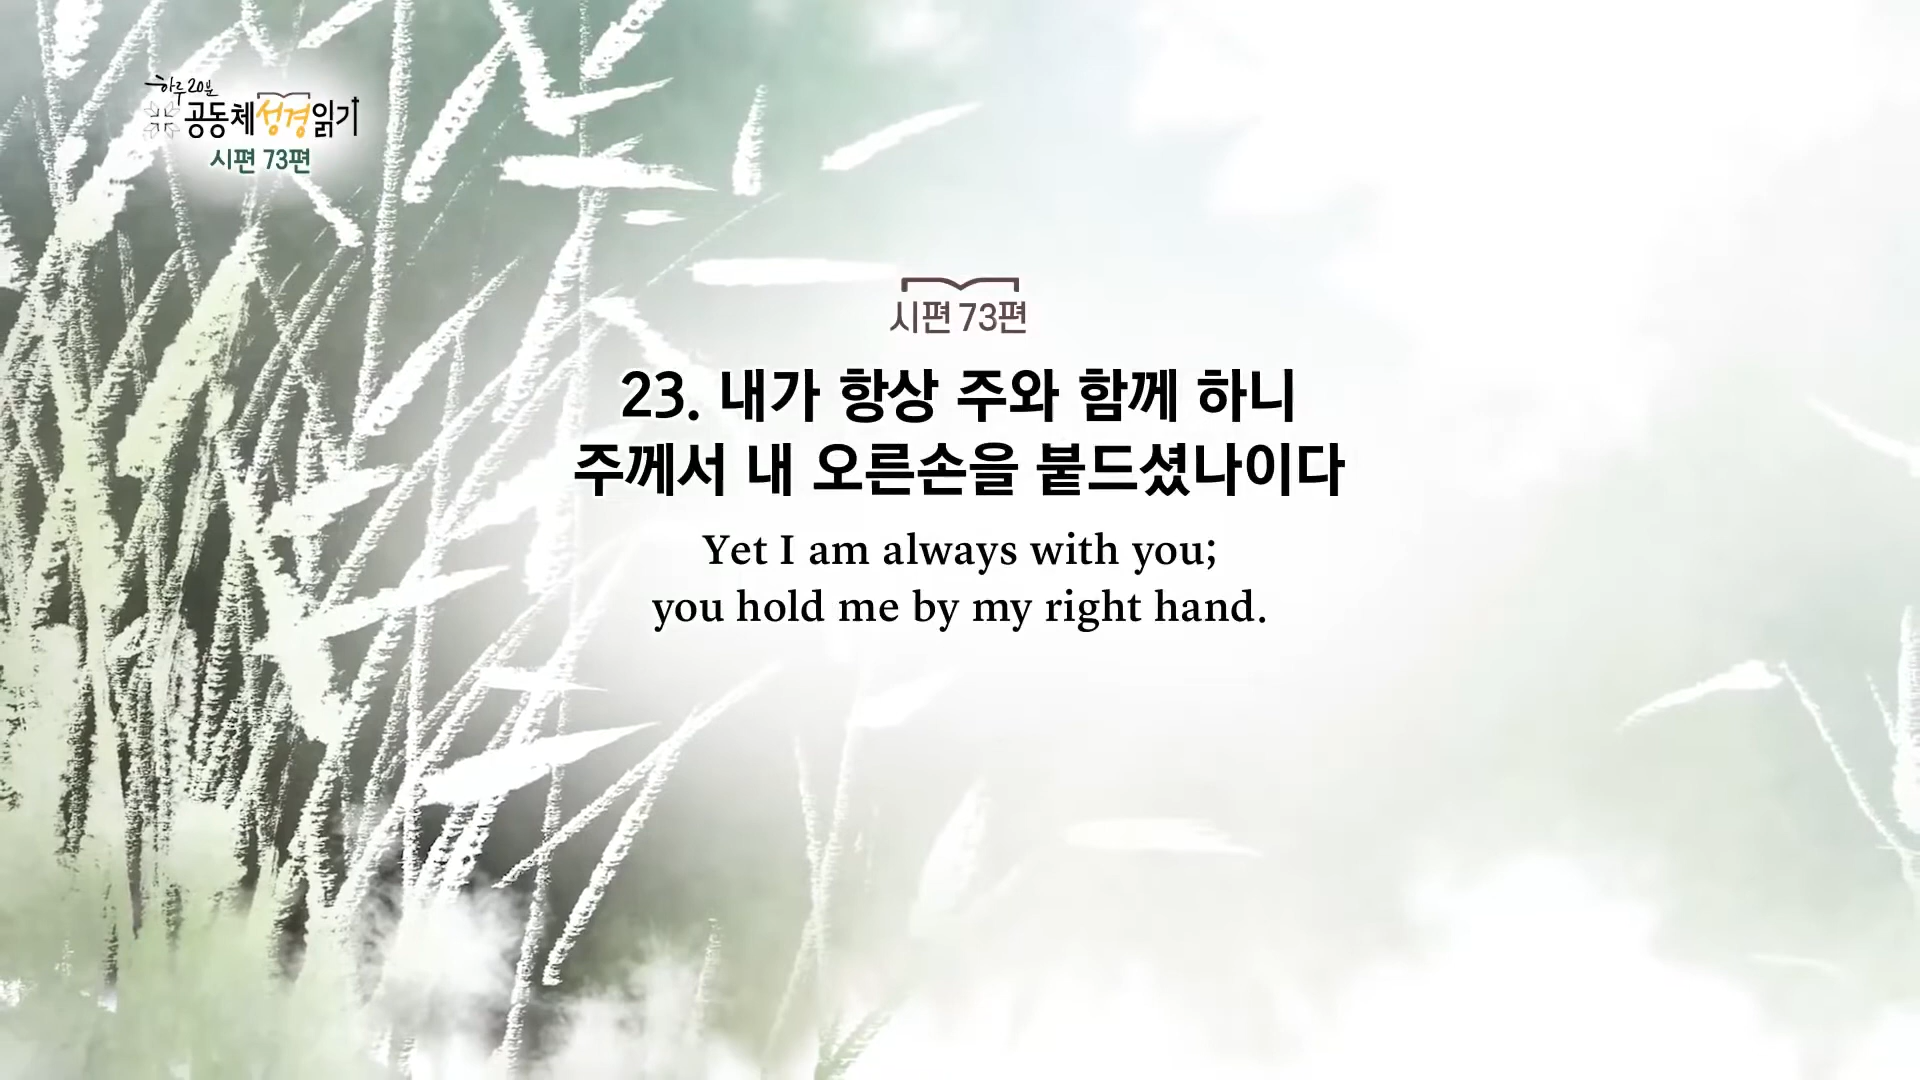 하루 20분
공동체성경읽기
시편 73편
시편 73편
23. 내가 항상 주와 함께 하니
주께서 내 오른손을 붙드셨나이다
Yet I am always with you;
you hold me by my right hand.